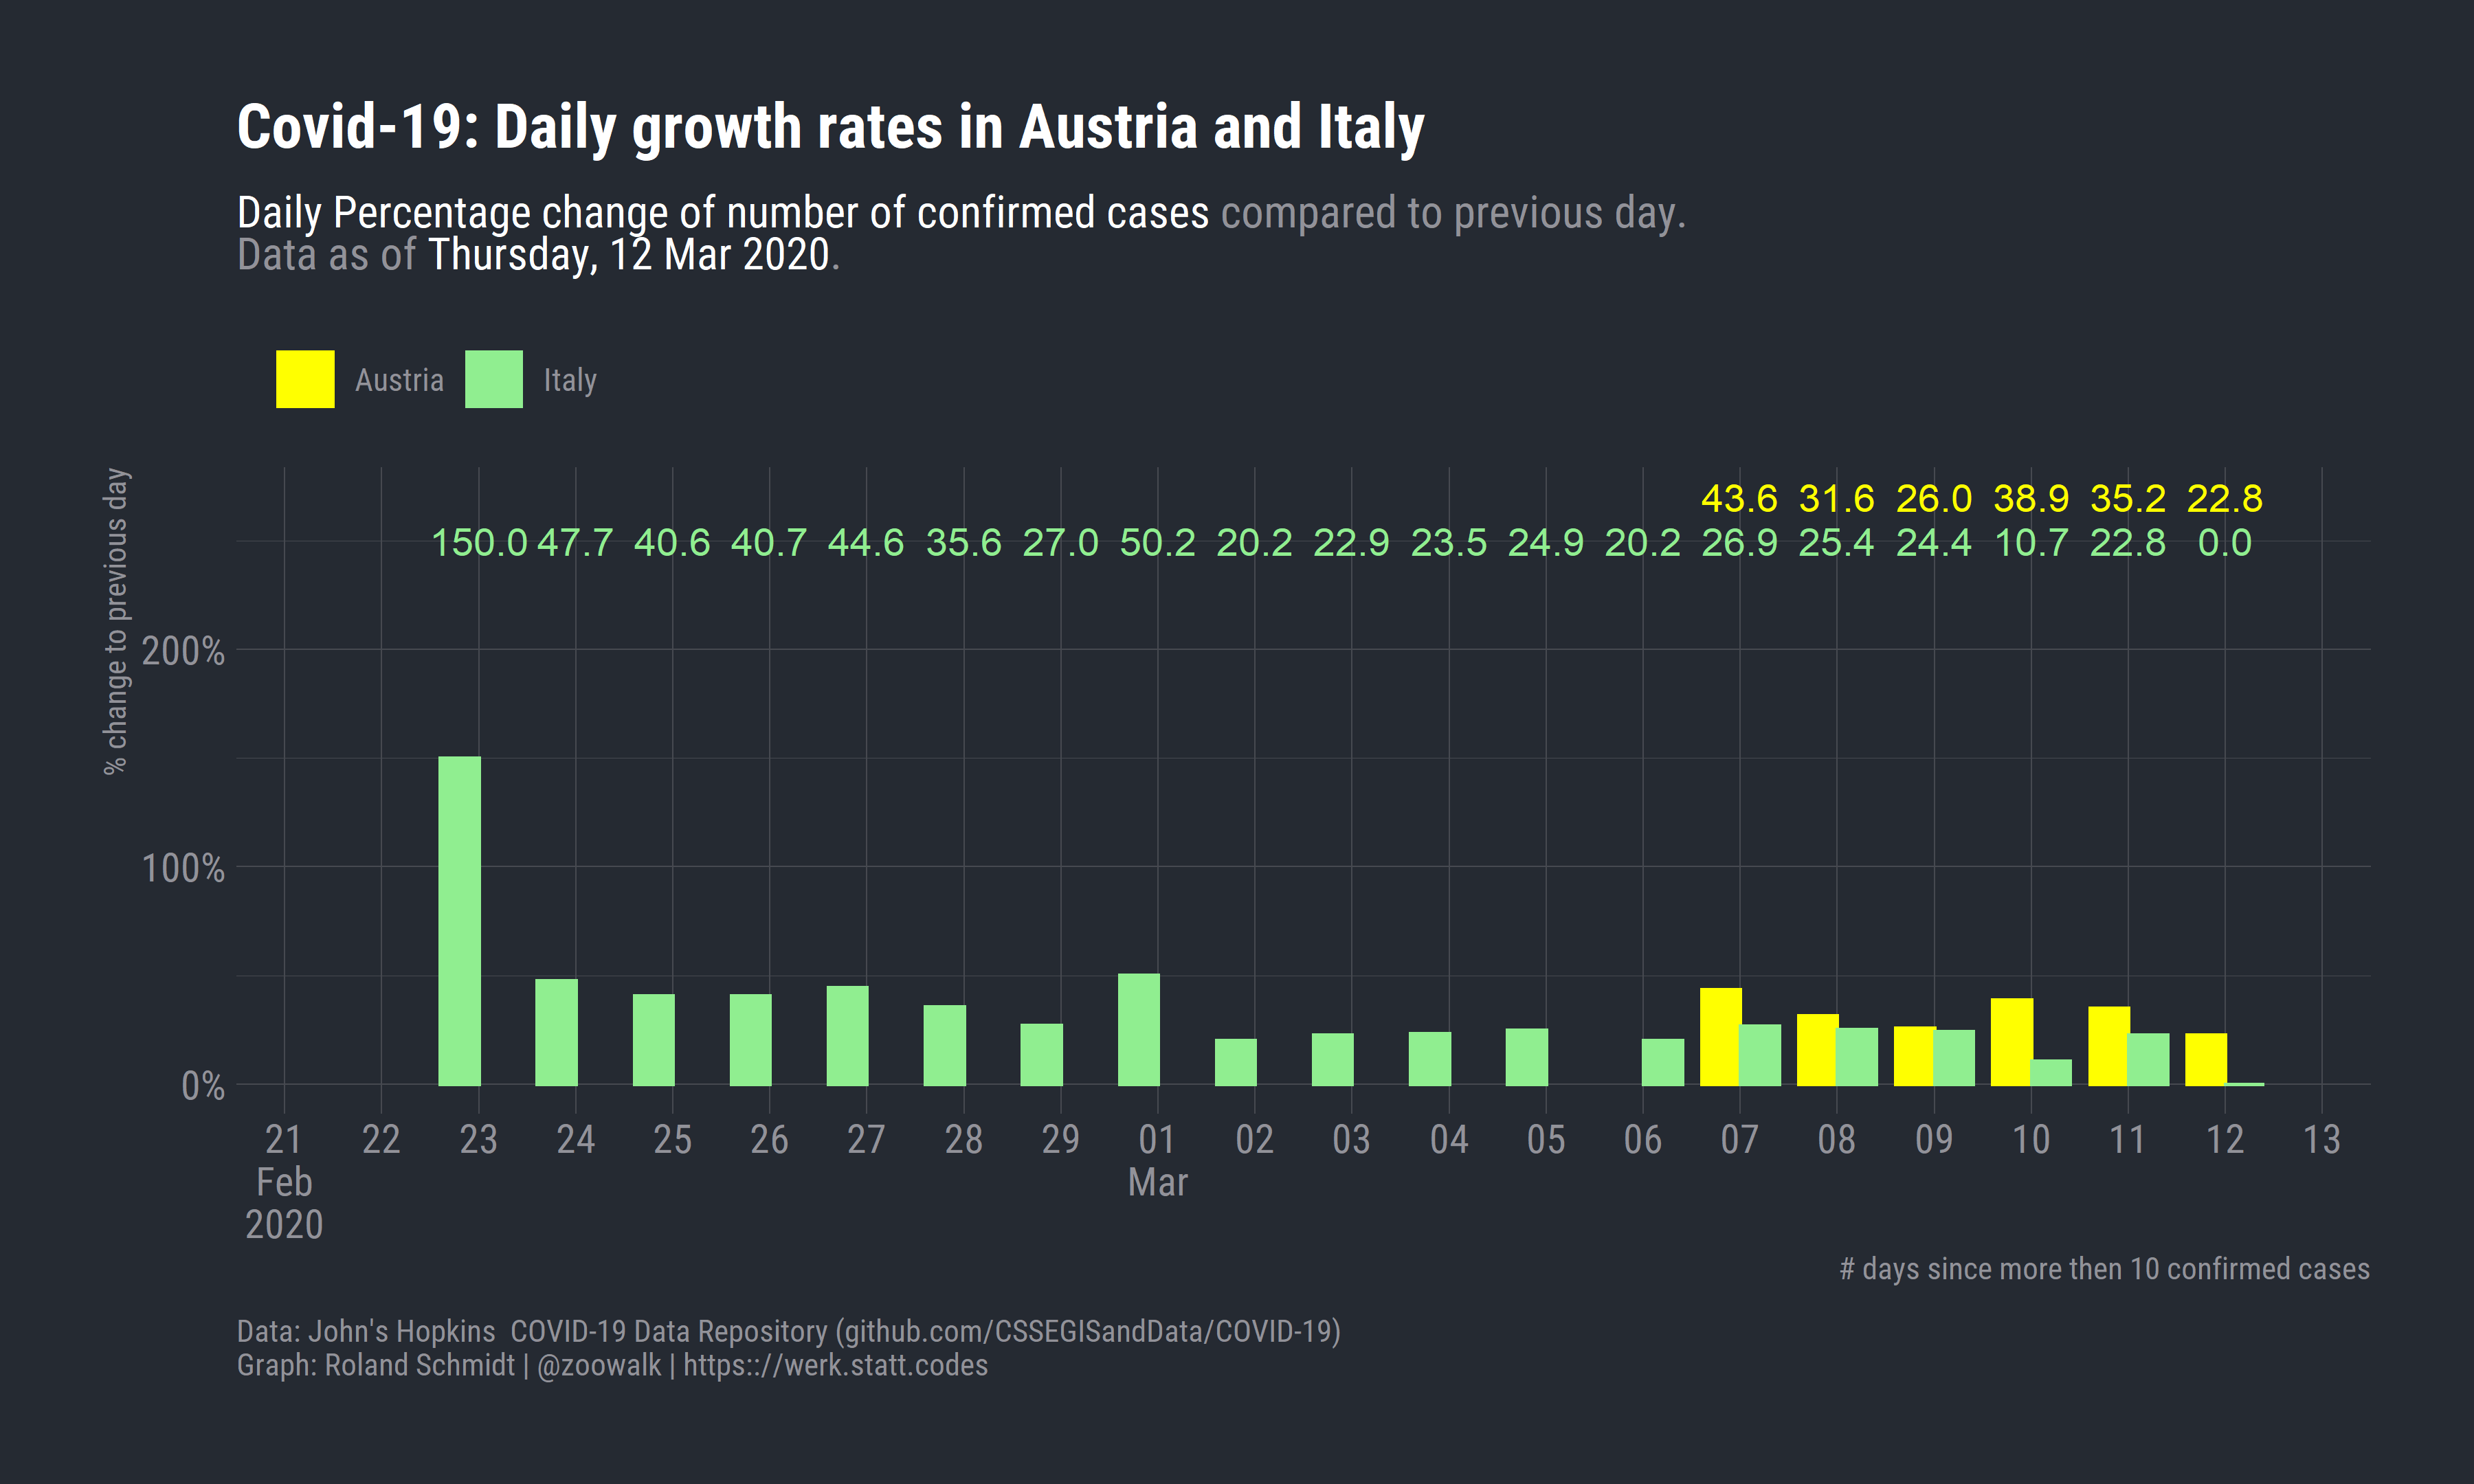 Covid-19: Daily growth rates in Austria and Italy
Daily Percentage change of number of confirmed cases compared to previous day.
Data as of Thursday, 12 Mar 2020.
Austria Italy
% change to previous day
43.6 31.6 26.0 38.9 35.2 22.8
150.0 47.7 40.6 40.7 44.6 35.6 27.0 50.2 20.2 22.9 23.5 24.9 20.2 26.9 25.4 24.4 10.7 22.8 0.0
200%
100%
0%
21 22 23 24 25 26 27 28 29 01 02 03 04 05 06 07 08 09 10 11 12 13
Feb Mar
2020
# days since more then 10 confirmed cases
Data: John's Hopkins  COVID-19 Data Repository (github.com/CSSEGISandData/COVID-19)
Graph: Roland Schmidt | @zoowalk | https:://werk.statt.codes